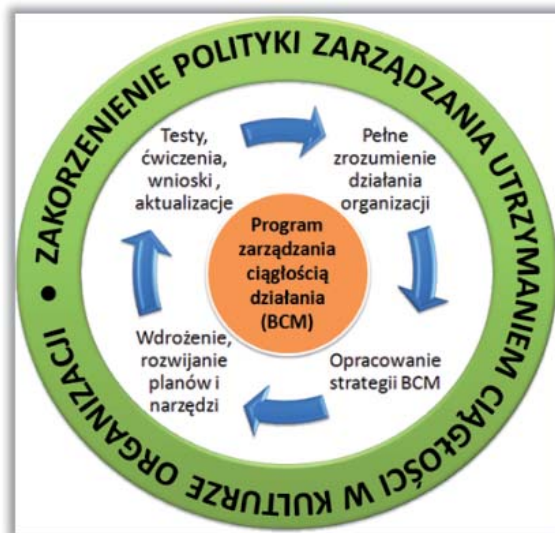 ZAKORZENIENIE POLITYKI ZARZĄDZANIA UTRZYMANIEM CIĄGŁOŚCI W KULTURZE ORGANIZACJI •
Testy,
ćwiczenia,
wnioski ,
aktualizacje
Pełne
zrozumienie
działania
organizacji
Program
zarządzania
ciągłością
działania
(BCM)
Wdrożenie,
rozwijanie
planów i
narzędzi
Opracowanie
strategii BCM